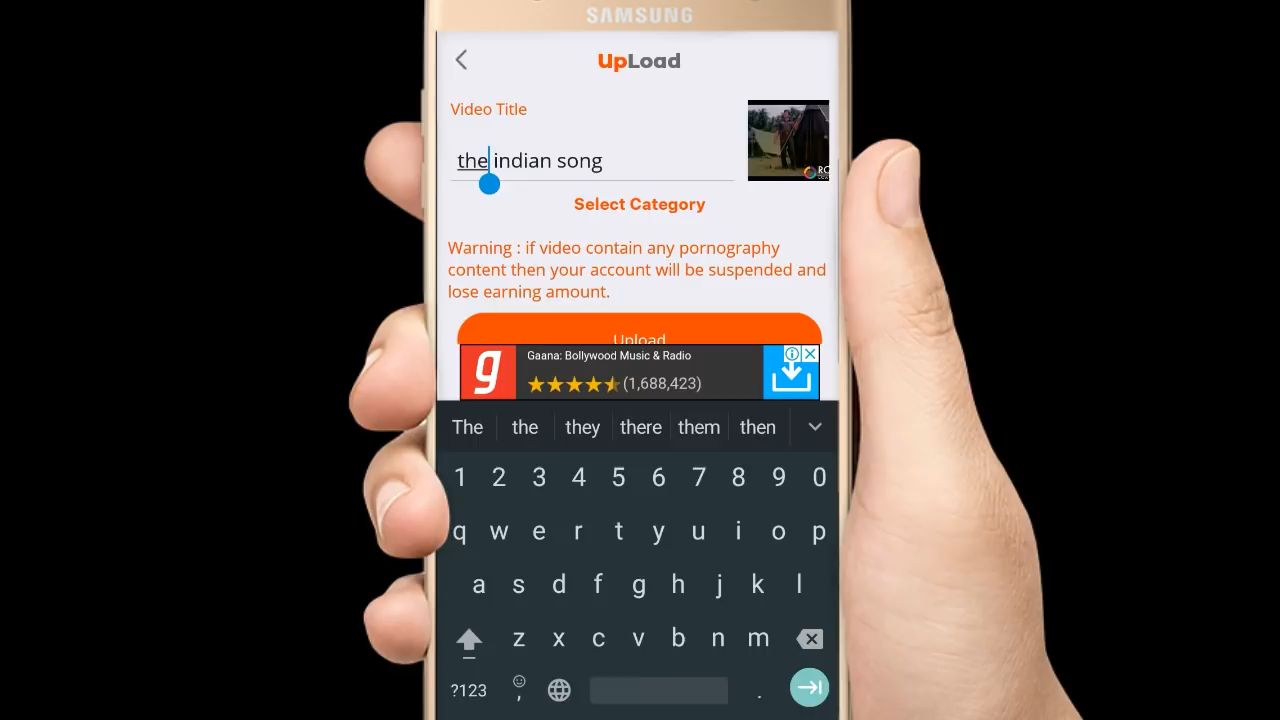 SAMSUNG
UpLoad
Video Title
the indian song
Select Category
Warning : if video contain any pornography
content then your account will be suspended and
lose earning amount.
Upload
g
Gaana: Bollywood Music & Radio
(1,688,423)
The the they there them then
1 2 3 4 5 6 7 8 9 0
q w e r t y u i o p
a s d f g h j k l
z x c v b n m
?123 , .